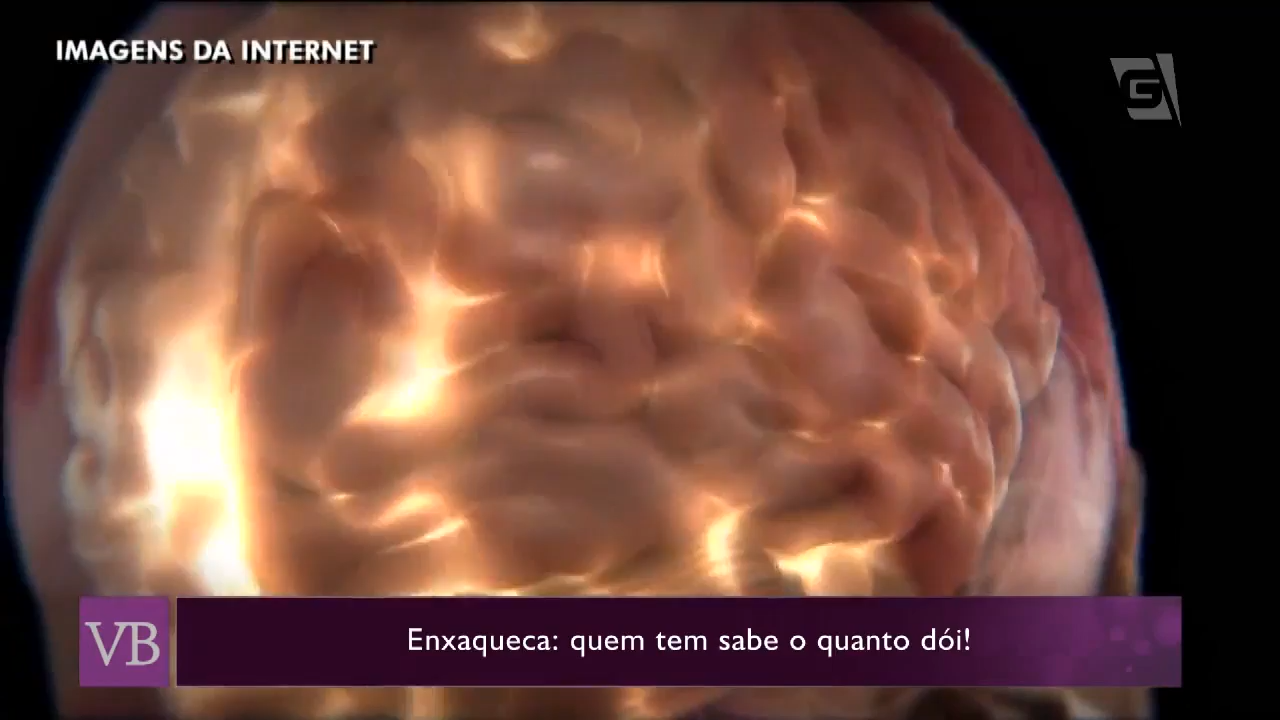 IMAGENS DA INTERNET
G
VB
Enxaqueca: quem tem sabe o quanto dói!